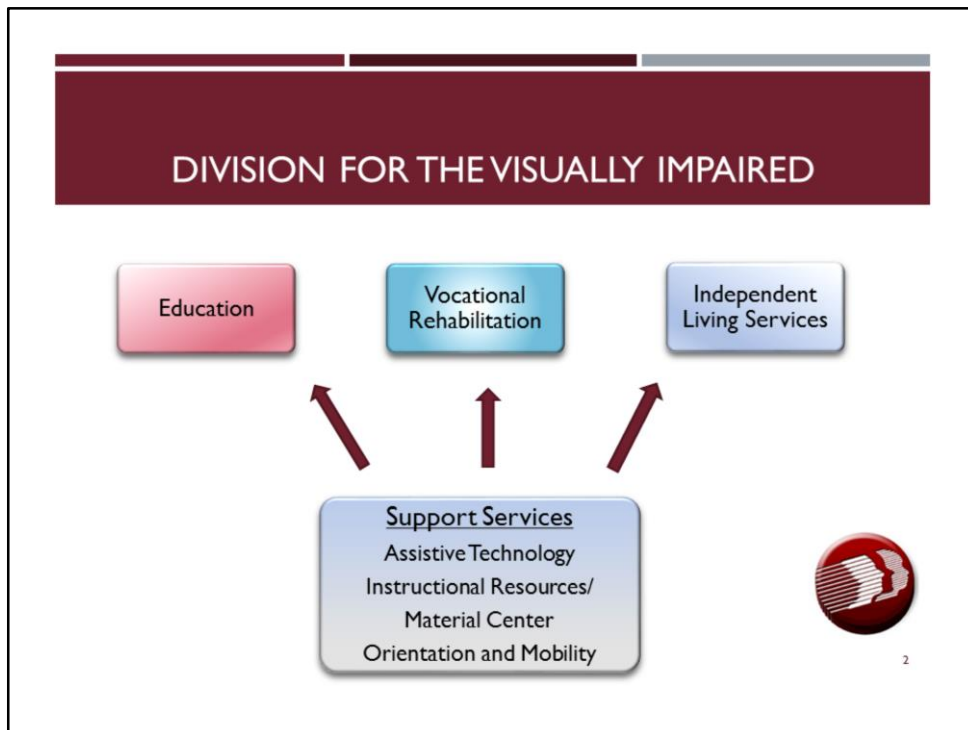 DIVISION FOR THE VISUALLY IMPAIRED
Education
Vocational
Rehabilitation
Independent
Living Services
Support Services
Assistive Technology
Instructional Resources/
Material Center
Orientation and Mobility
2